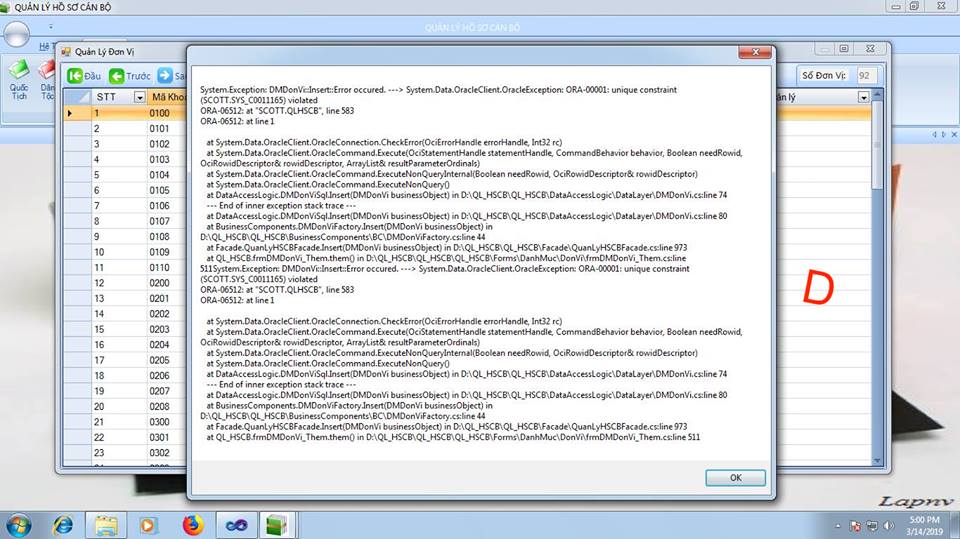 QUẢN LÝ HỒ SƠ CÁN BỘ
QUẢN LÝ HỒ SƠ CÁN BỘ
Quốc
Tịch
Quản Lý Đơn Vị
Đầu
Trước
Số Đơn Vị: 92
STT
1 0100
2 0101
3 0102
4 0103
5 0104
6 0105
7 0106
8 0107
9 0108
10 0109
11 0110
12 0200
13 0201
14 0202
15 0203
16 0204
17 0205
18 0206
19 0207
20 0208
21 0300
22 0301
23 0302
System.Exception: DMDonVi::Insert::Error occured. ---> System.Data.OracleClient.OracleException: ORA-00001: unique constraint
(SCOTT.SYS_C0011165) violated
ORA-06512: at "SCOTT.QLHSCB", line 583
ORA-06512: at line 1
at System.Data.OracleClient.OracleConnection.CheckError(OciErrorHandle errorHandle, Int32 rc)
at System.Data.OracleClient.OracleCommand.Execute(OciStatementHandle statementHandle, CommandBehavior behavior, Boolean needRowid,
OciRowidDescriptor& rowidDescriptor, ArrayList& resultParameterOrdinals)
at System.Data.OracleClient.OracleCommand.ExecuteNonQueryInternal(Boolean needRowid, OciRowidDescriptor& rowidDescriptor)
at System.Data.OracleClient.OracleCommand.ExecuteNonQuery()
at DataAccessLogic.DMDonViSql.Insert(DMDonVi businessObject) in D:\QL_HSCB\QL_HSCB\DataAccessLogic\DataLayer\DMDonVi.cs:line 74
--- End of inner exception stack trace ---
at DataAccessLogic.DMDonViSql.Insert(DMDonVi businessObject) in D:\QL_HSCB\QL_HSCB\DataAccessLogic\DataLayer\DMDonVi.cs:line 80
at BusinessComponents.DMDonViFactory.Insert(DMDonVi businessObject) in
D:\QL_HSCB\QL_HSCB\BusinessComponents\BC\DMDonViFactory.cs:line 44
at Facade.QuanLyHSCBFacade.Insert(DMDonVi businessObject) in D:\QL_HSCB\QL_HSCB\Facade\QuanLyHSCBFacade.cs:line 973
at QL_HSCB.frmDMDonVi_Them.them() in D:\QL_HSCB\QL_HSCB\QL_HSCB\Forms\DanhMuc\DonVi\frmDMDonVi_Them.cs:line
511System.Exception: DMDonVi::Insert::Error occured. ---> System.Data.OracleClient.OracleException: ORA-00001: unique constraint
(SCOTT.SYS_C0011165) violated
ORA-06512: at "SCOTT.QLHSCB", line 583
ORA-06512: at line 1
at System.Data.OracleClient.OracleConnection.CheckError(OciErrorHandle errorHandle, Int32 rc)
at System.Data.OracleClient.OracleCommand.Execute(OciStatementHandle statementHandle, CommandBehavior behavior, Boolean needRowid,
OciRowidDescriptor& rowidDescriptor, ArrayList& resultParameterOrdinals)
at System.Data.OracleClient.OracleCommand.ExecuteNonQueryInternal(Boolean needRowid, OciRowidDescriptor& rowidDescriptor)
at System.Data.OracleClient.OracleCommand.ExecuteNonQuery()
at DataAccessLogic.DMDonViSql.Insert(DMDonVi businessObject) in D:\QL_HSCB\QL_HSCB\DataAccessLogic\DataLayer\DMDonVi.cs:line 74
--- End of inner exception stack trace ---
at DataAccessLogic.DMDonViSql.Insert(DMDonVi businessObject) in D:\QL_HSCB\QL_HSCB\DataAccessLogic\DataLayer\DMDonVi.cs:line 80
at BusinessComponents.DMDonViFactory.Insert(DMDonVi businessObject) in
D:\QL_HSCB\QL_HSCB\BusinessComponents\BC\DMDonViFactory.cs:line 44
at Facade.QuanLyHSCBFacade.Insert(DMDonVi businessObject) in D:\QL_HSCB\QL_HSCB\Facade\QuanLyHSCBFacade.cs:line 973
at QL_HSCB.frmDMDonVi_Them.them() in D:\QL_HSCB\QL_HSCB\QL_HSCB\Forms\DanhMuc\DonVi\frmDMDonVi_Them.cs:line 511
OK
D
Lapnv
5:00 PM
3/14/2019